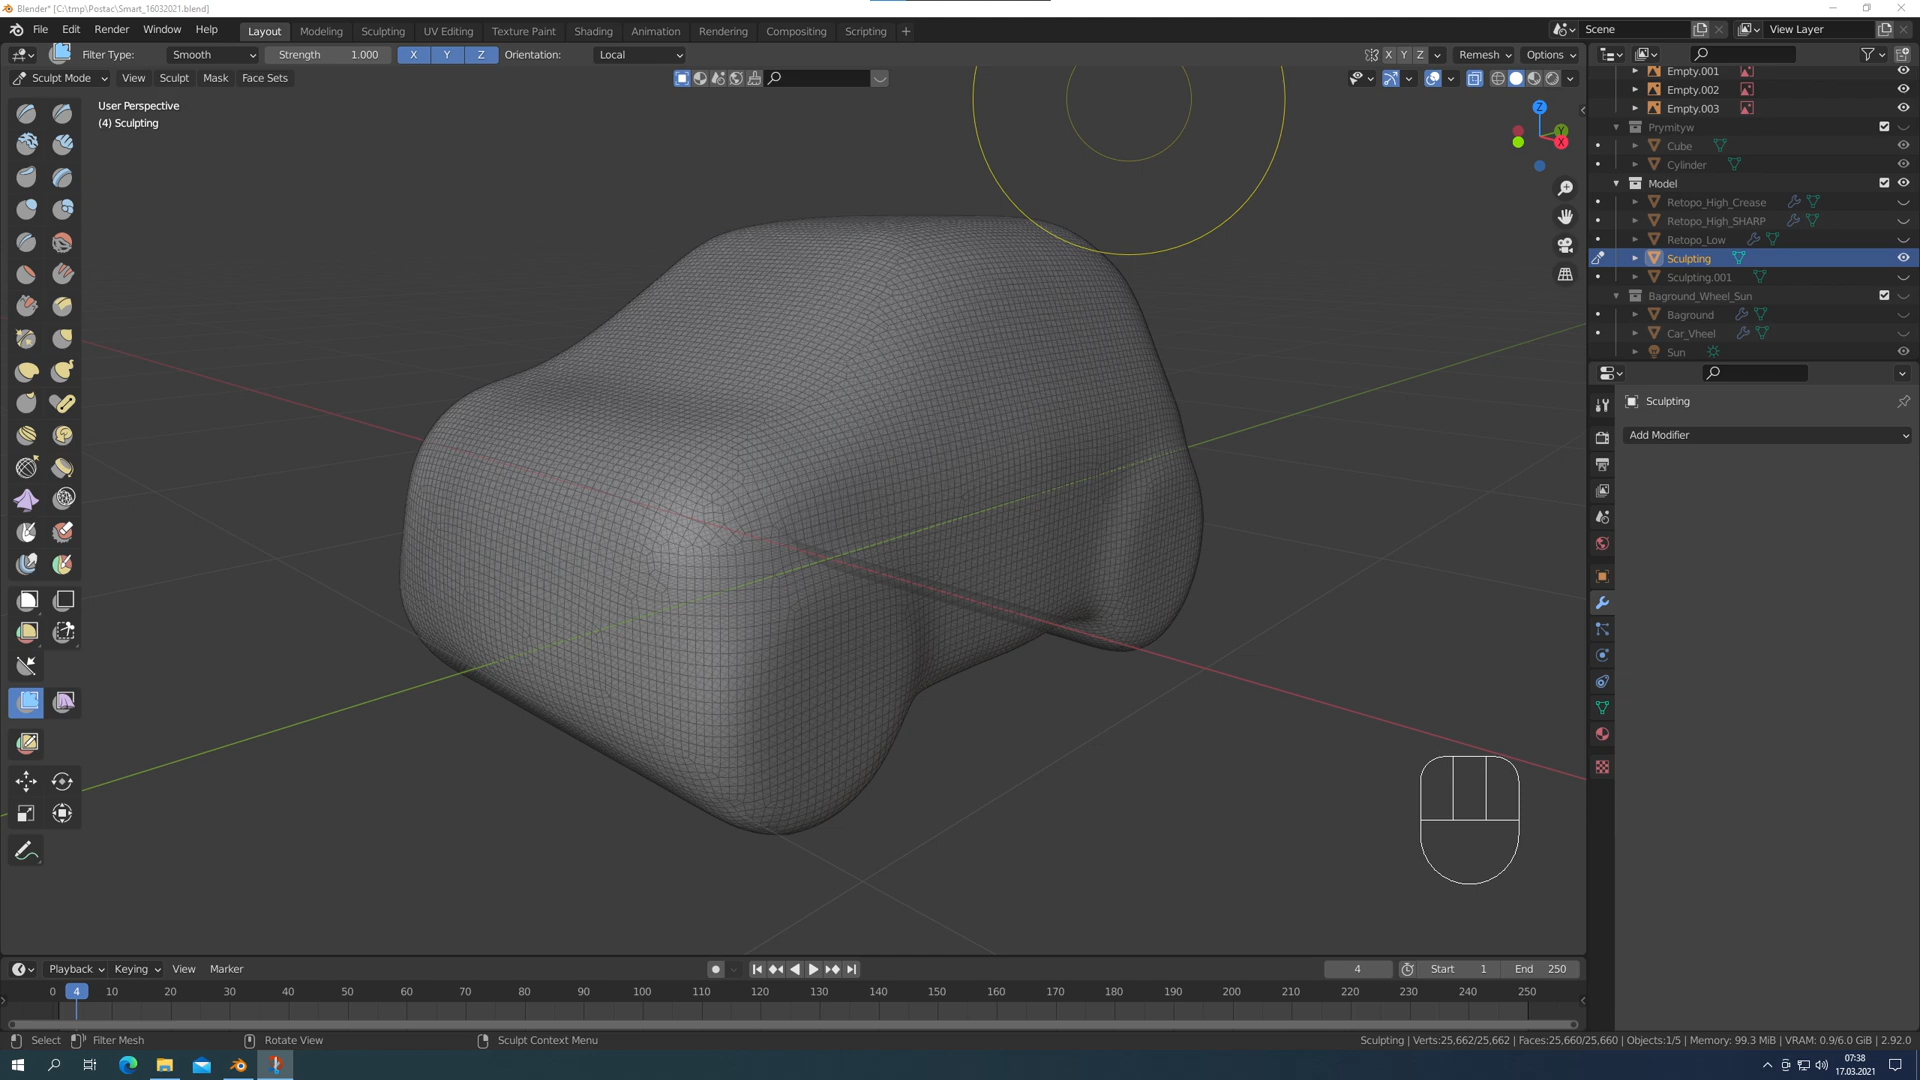 Blender* [C:\tmp\Postac\Smart_16032021.blend]
File Edit Render Window Help Layout Modeling Sculpting UV Editing Texture Paint Shading Animation Rendering Compositing Scripting + Scene View Layer
Filter Type: Smooth Strength 1.000 X Y Z Orientation: Local X Y Z Remesh Options
Sculpt Mode View Sculpt Mask Face Sets
User Perspective
(4) Sculpting
Z
Y
X
Empty.001
Empty.002
Empty.003
Prymityw
Cube
Cylinder
Model
Retopo_High_Crease
Retopo_High_SHARP
Retopo_Low
Sculpting
Sculpting.001
Baground_Wheel_Sun
Baground
Car_Vheel
Sun
Sculpting
Add Modifier
Playback Keying View Marker 4 Start 1 End 250
0 4 10 20 30 40 50 60 70 80 90 100 110 120 130 140 150 160 170 180 190 200 210 220 230 240 250
Select Filter Mesh Rotate View Sculpt Context Menu Sculpting | Verts:25,662/25,662 | Faces:25,660/25,660 | Objects:1/5 | Memory: 99.3 MiB | VRAM: 0.9/6.0 GiB | 2.92.0
07:38
17.03.2021